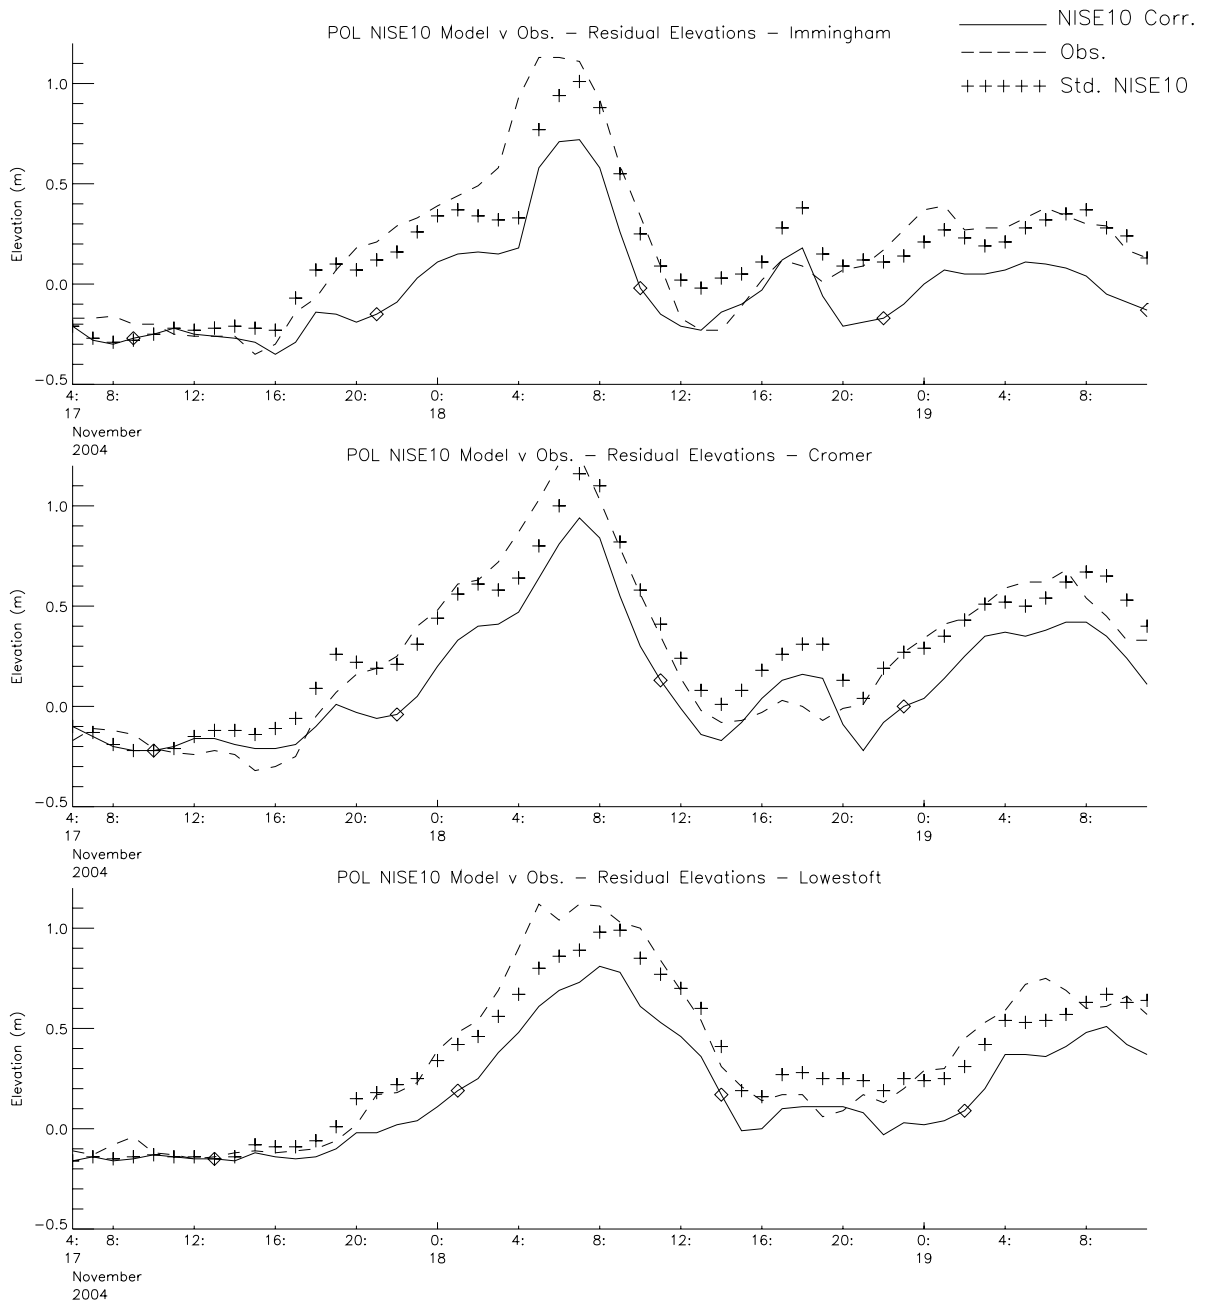 NISE10 Corr.
Obs.
+++++ Std. NISE10
POL NISE10 Model v Obs. – Residual Elevations – Immingham
Elevation (m)
1.0
0.5
0.0
−0.5
4: 8: 12: 16: 20: 0: 4: 8: 12: 16: 20: 0: 4: 8:
17 18 19
November
2004
POL NISE10 Model v Obs. – Residual Elevations – Cromer
Elevation (m)
1.0
0.5
0.0
−0.5
4: 8: 12: 16: 20: 0: 4: 8: 12: 16: 20: 0: 4: 8:
17 18 19
November
2004
POL NISE10 Model v Obs. – Residual Elevations – Lowestoft
Elevation (m)
1.0
0.5
0.0
−0.5
4: 8: 12: 16: 20: 0: 4: 8: 12: 16: 20: 0: 4: 8:
17 18 19
November
2004